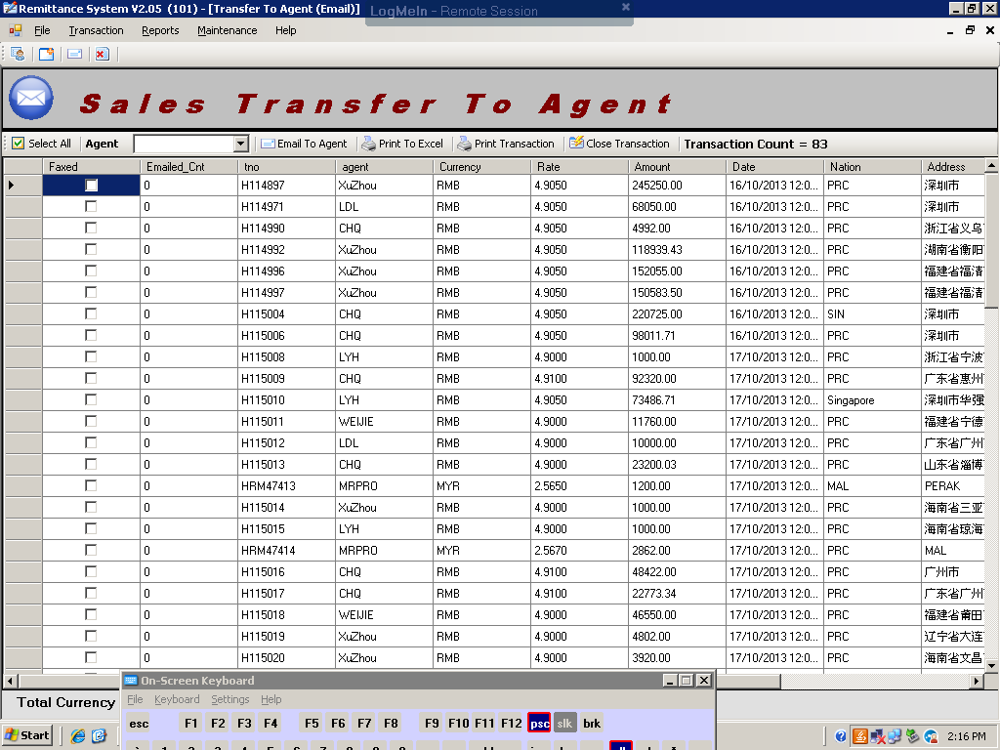 Remittance System V2.05 (101) - [Transfer To Agent (Email)]
LogMeIn - Remote Session
File Transaction Reports Maintenance Help
Sales Transfer To Agent
Select All Agent Email To Agent Print To Excel Print Transaction Close Transaction Transaction Count = 83
Faxed Emailed_Cnt tno agent Currency Rate Amount Date Nation Address
0 H114897 XuZhou RMB 4.9050 245250.00 16/10/2013 12:0... PRC 深圳市
0 H114971 LDL RMB 4.9050 68050.00 16/10/2013 12:0... PRC 深圳市
0 H114990 CHQ RMB 4.9050 4992.00 16/10/2013 12:0... PRC 浙江省义乌
0 H114992 XuZhou RMB 4.9050 118939.43 16/10/2013 12:0... PRC 湖南省衡阳
0 H114996 XuZhou RMB 4.9050 152055.00 16/10/2013 12:0... PRC 福建省福清
0 H114997 XuZhou RMB 4.9050 150583.50 16/10/2013 12:0... PRC 福建省福清
0 H115004 CHQ RMB 4.9050 220725.00 16/10/2013 12:0... SIN 深圳市
0 H115006 CHQ RMB 4.9050 98011.71 16/10/2013 12:0... PRC 深圳市
0 H115008 LYH RMB 4.9000 1000.00 17/10/2013 12:0... PRC 浙江省宁波
0 H115009 CHQ RMB 4.9100 92320.00 17/10/2013 12:0... PRC 广东省惠州
0 H115010 LYH RMB 4.9050 73486.71 17/10/2013 12:0... Singapore 深圳市华强
0 H115011 WEIJIE RMB 4.9000 11760.00 17/10/2013 12:0... PRC 福建省宁德
0 H115012 LDL RMB 4.9000 10000.00 17/10/2013 12:0... PRC 广东省广州
0 H115013 CHQ RMB 4.9000 23200.03 17/10/2013 12:0... PRC 山东省淄博
0 HRM47413 MRPRO MYR 2.5650 1200.00 17/10/2013 12:0... MAL PERAK
0 H115014 XuZhou RMB 4.9000 1000.00 17/10/2013 12:0... PRC 海南省三亚
0 H115015 LYH RMB 4.9000 1000.00 17/10/2013 12:0... PRC 海南省琼海
0 HRM47414 MRPRO MYR 2.5670 2862.00 17/10/2013 12:0... PRC MAL
0 H115016 CHQ RMB 4.9100 48422.00 17/10/2013 12:0... PRC 广州市
0 H115017 CHQ RMB 4.9100 22773.34 17/10/2013 12:0... PRC 广东省广州
0 H115018 WEIJIE RMB 4.9000 46550.00 17/10/2013 12:0... PRC 福建省莆田
0 H115019 XuZhou RMB 4.9000 4802.00 17/10/2013 12:0... PRC 辽宁省大连
0 H115020 XuZhou RMB 4.9000 3920.00 17/10/2013 12:0... PRC 海南省文昌
On-Screen Keyboard
Total Currency
File Keyboard Settings Help
esc F1 F2 F3 F4 F5 F6 F7 F8 F9 F10 F11 F12 psc slk brk
Start 2:16 PM